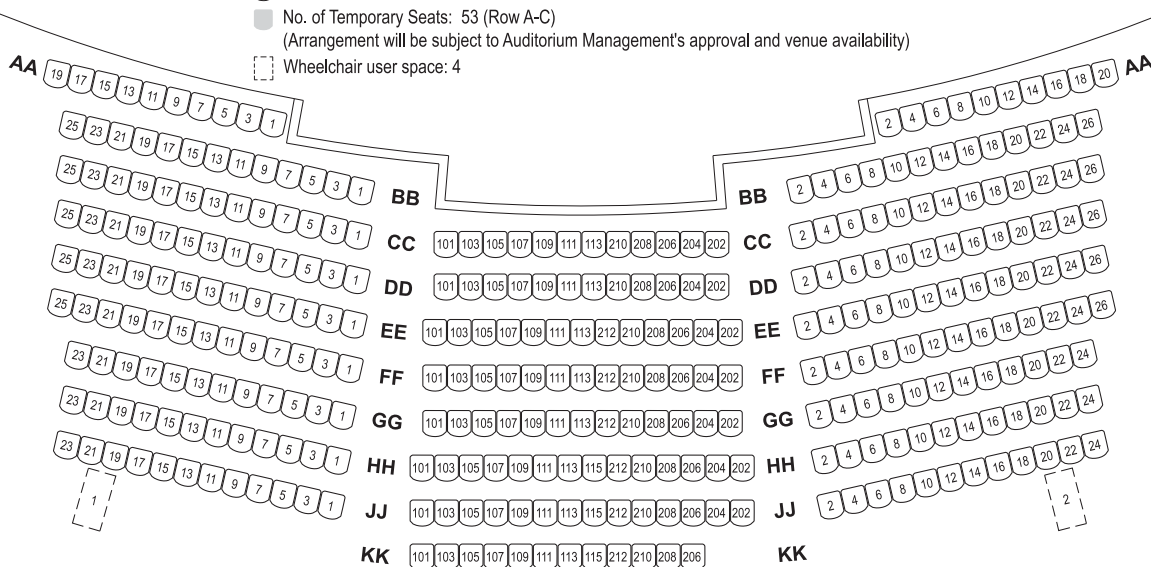 No. of Temporary Seats: 53 (Row A-C)
(Arrangement will be subject to Auditorium Management's approval and venue availability)
Wheelchair user space: 4
AA 19 17 15 13 11 9 7 5 3 1 2 4 6 8 10 12 14 16 18 20 AA
25 23 21 19 17 15 13 11 9 7 5 3 1 BB BB 2 4 6 8 10 12 14 16 18 20 22 24 26
25 23 21 19 17 15 13 11 9 7 5 3 1 CC 101 103 105 107 109 111 113 210 208 206 204 202 CC 2 4 6 8 10 12 14 16 18 20 22 24 26
25 23 21 19 17 15 13 11 9 7 5 3 1 DD 101 103 105 107 109 111 113 210 208 206 204 202 DD 2 4 6 8 10 12 14 16 18 20 22 24 26
25 23 21 19 17 15 13 11 9 7 5 3 1 EE 101 103 105 107 109 111 113 212 210 208 206 204 202 EE 2 4 6 8 10 12 14 16 18 20 22 24 26
25 23 21 19 17 15 13 11 9 7 5 3 1 FF 101 103 105 107 109 111 113 212 210 208 206 204 202 FF 2 4 6 8 10 12 14 16 18 20 22 24 26
23 21 19 17 15 13 11 9 7 5 3 1 GG 101 103 105 107 109 111 113 212 210 208 206 204 202 GG 2 4 6 8 10 12 14 16 18 20 22 24
23 21 19 17 15 13 11 9 7 5 3 1 HH 101 103 105 107 109 111 113 115 212 210 208 206 204 202 HH 2 4 6 8 10 12 14 16 18 20 22 24
23 21 19 17 15 13 11 9 7 5 3 1 JJ 101 103 105 107 109 111 113 115 212 210 208 206 204 202 JJ 2 4 6 8 10 12 14 16 18 20 22 24
1 2
KK 101 103 105 107 109 111 113 115 212 210 208 206 KK